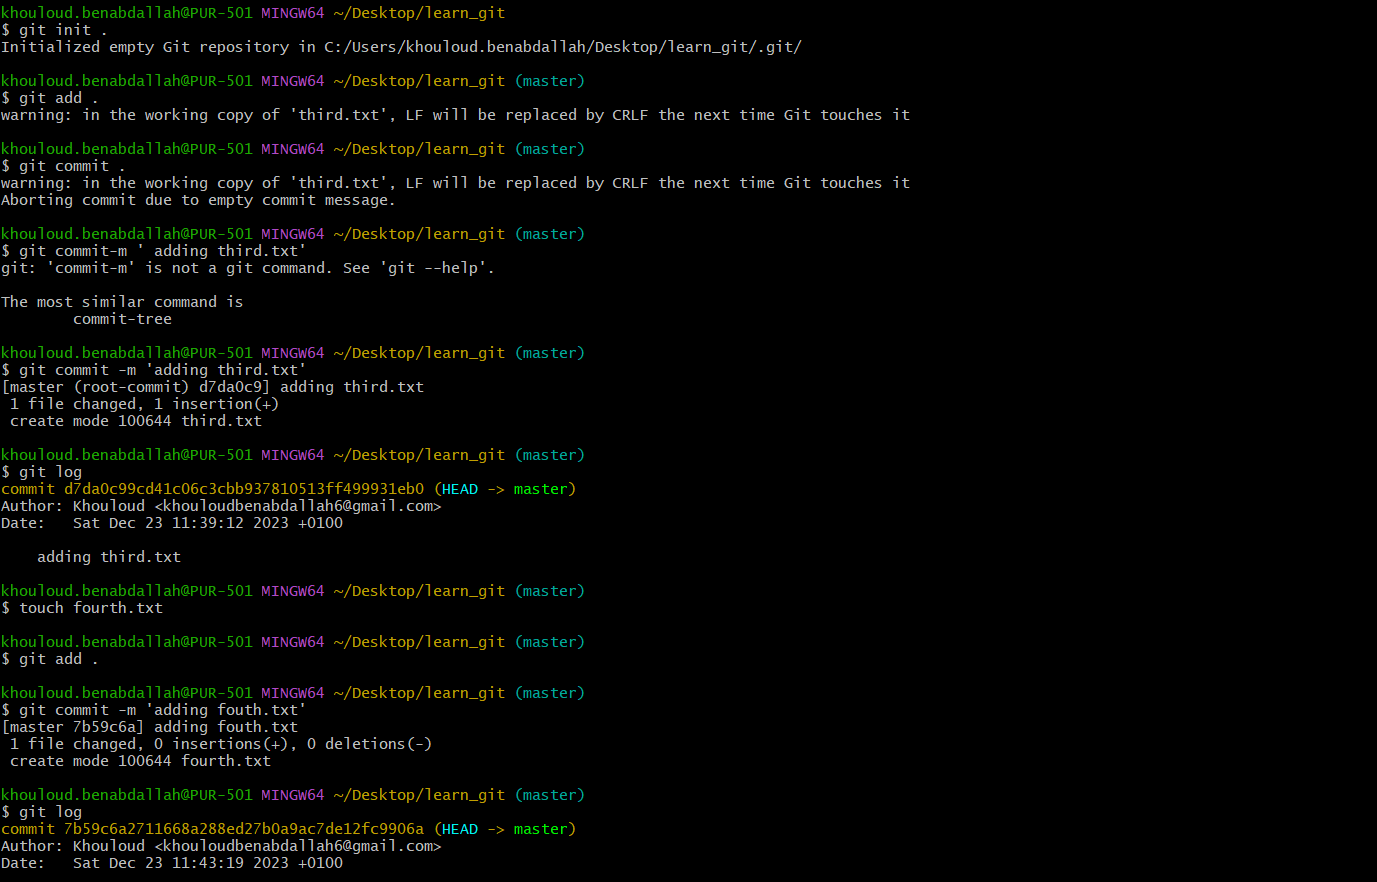 khouloud.benabdallah@PUR-501 MINGW64 ~/Desktop/learn_git
$ git init .
Initialized empty Git repository in C:/Users/khouloud.benabdallah/Desktop/learn_git/.git/
khouloud.benabdallah@PUR-501 MINGW64 ~/Desktop/learn_git (master)
$ git add .
warning: in the working copy of 'third.txt', LF will be replaced by CRLF the next time Git touches it
khouloud.benabdallah@PUR-501 MINGW64 ~/Desktop/learn_git (master)
$ git commit .
warning: in the working copy of 'third.txt', LF will be replaced by CRLF the next time Git touches it
Aborting commit due to empty commit message.
khouloud.benabdallah@PUR-501 MINGW64 ~/Desktop/learn_git (master)
$ git commit-m ' adding third.txt'
git: 'commit-m' is not a git command. See 'git --help'.
The most similar command is
        commit-tree
khouloud.benabdallah@PUR-501 MINGW64 ~/Desktop/learn_git (master)
$ git commit -m 'adding third.txt'
[master (root-commit) d7da0c9] adding third.txt
 1 file changed, 1 insertion(+)
 create mode 100644 third.txt
khouloud.benabdallah@PUR-501 MINGW64 ~/Desktop/learn_git (master)
$ git log
commit d7da0c99cd41c06c3cbb937810513ff499931eb0 (HEAD -> master)
Author: Khouloud <khouloudbenabdallah6@gmail.com>
Date:   Sat Dec 23 11:39:12 2023 +0100
    adding third.txt
khouloud.benabdallah@PUR-501 MINGW64 ~/Desktop/learn_git (master)
$ touch fourth.txt
khouloud.benabdallah@PUR-501 MINGW64 ~/Desktop/learn_git (master)
$ git add .
khouloud.benabdallah@PUR-501 MINGW64 ~/Desktop/learn_git (master)
$ git commit -m 'adding fouth.txt'
[master 7b59c6a] adding fouth.txt
 1 file changed, 0 insertions(+), 0 deletions(-)
 create mode 100644 fourth.txt
khouloud.benabdallah@PUR-501 MINGW64 ~/Desktop/learn_git (master)
$ git log
commit 7b59c6a2711668a288ed27b0a9ac7de12fc9906a (HEAD -> master)
Author: Khouloud <khouloudbenabdallah6@gmail.com>
Date:   Sat Dec 23 11:43:19 2023 +0100